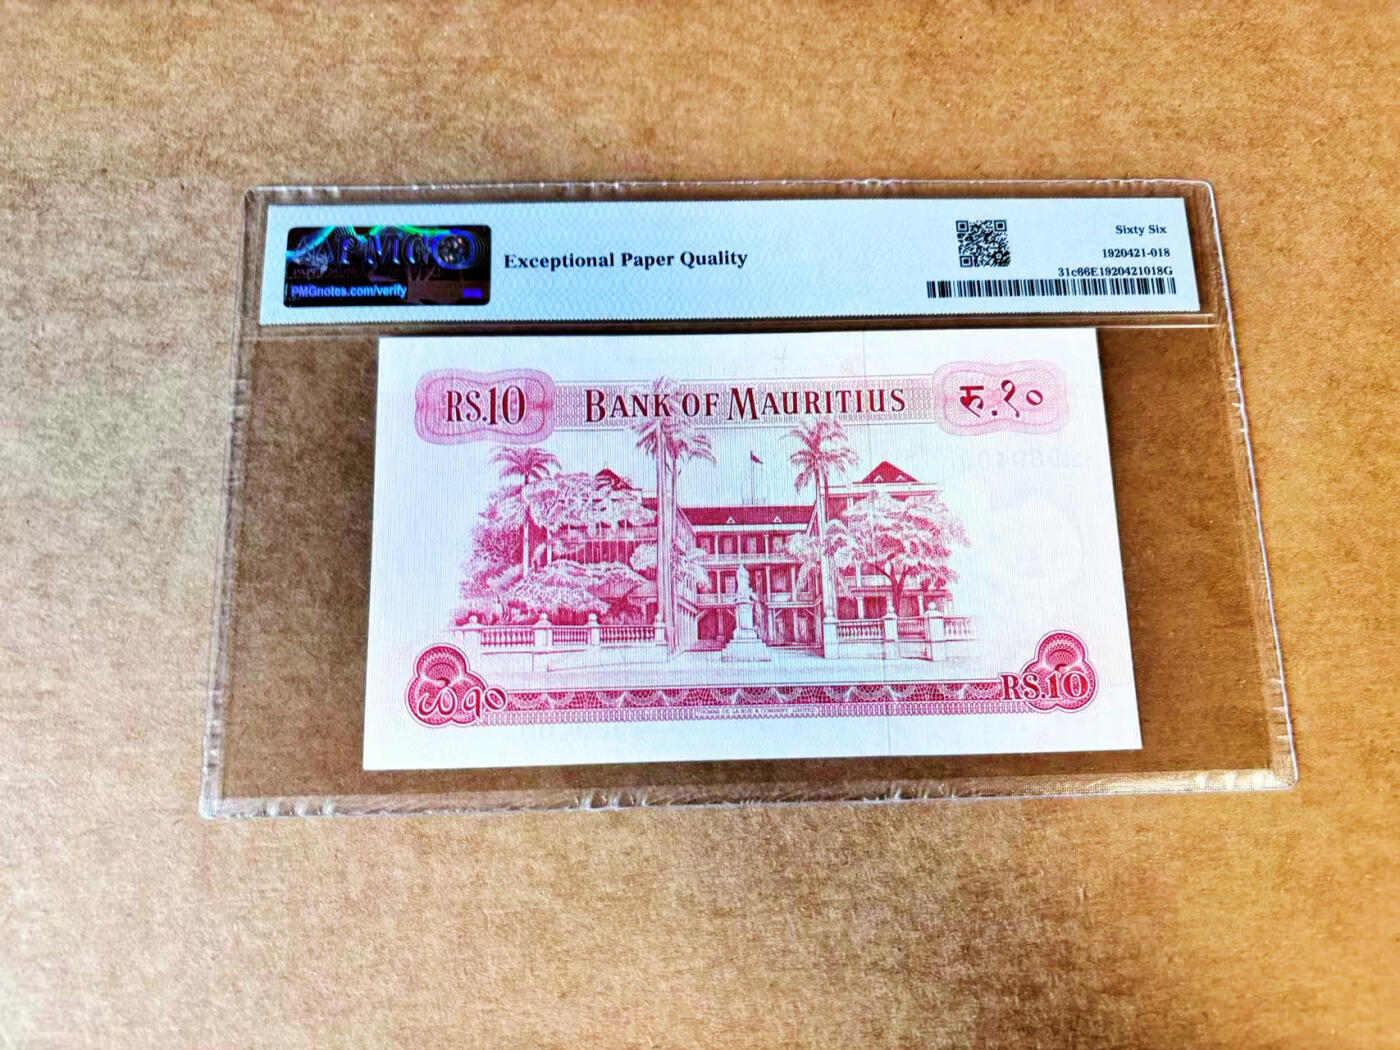 PMG
PMGnotes.com/verify
Exceptional Paper Quality
Sixty Six
1920421-018
31c66E1920421018G
RS.10
BANK OF MAURITIUS
रु.१०
RS.10